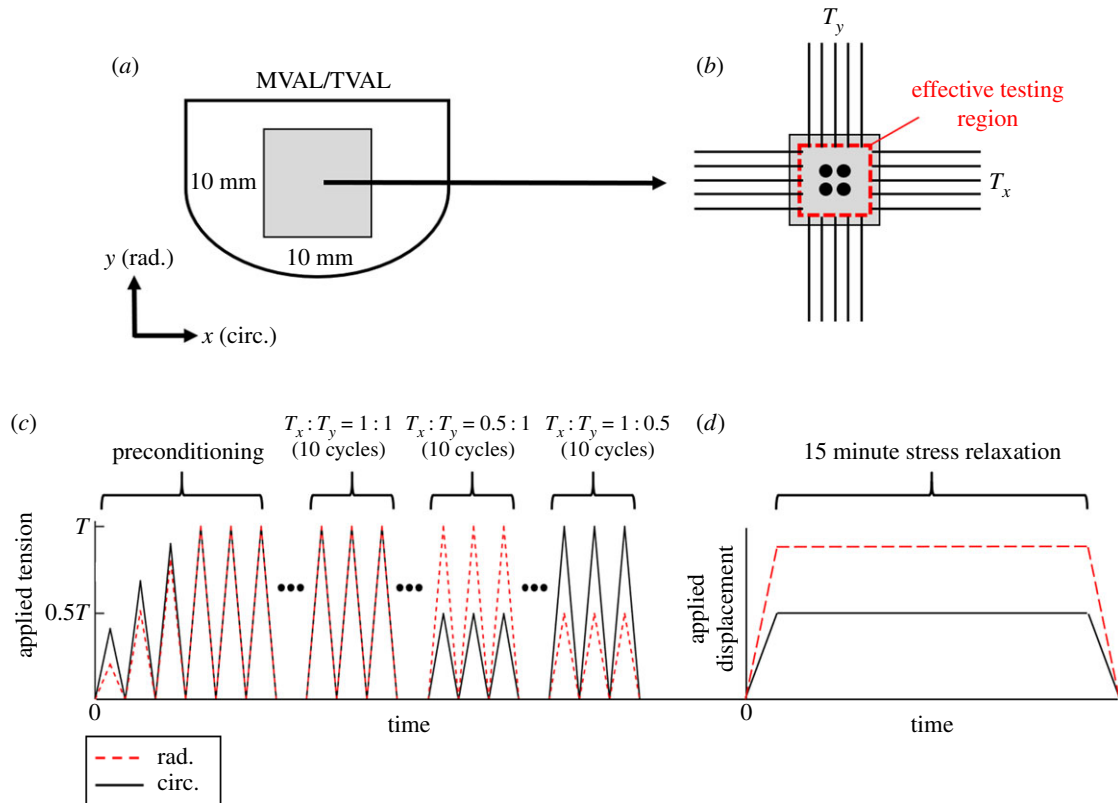 (a)
MVAL/TVAL
10 mm
10 mm
y (rad.)
x (circ.)
(b)
T_y
effective testing
region
T_x
(c)
preconditioning
T_x : T_y = 1 : 1
(10 cycles)
T_x : T_y = 0.5 : 1
(10 cycles)
T_x : T_y = 1 : 0.5
(10 cycles)
applied tension
T
0.5T
0
time
rad.
circ.
(d)
15 minute stress relaxation
applied
displacement
0
time